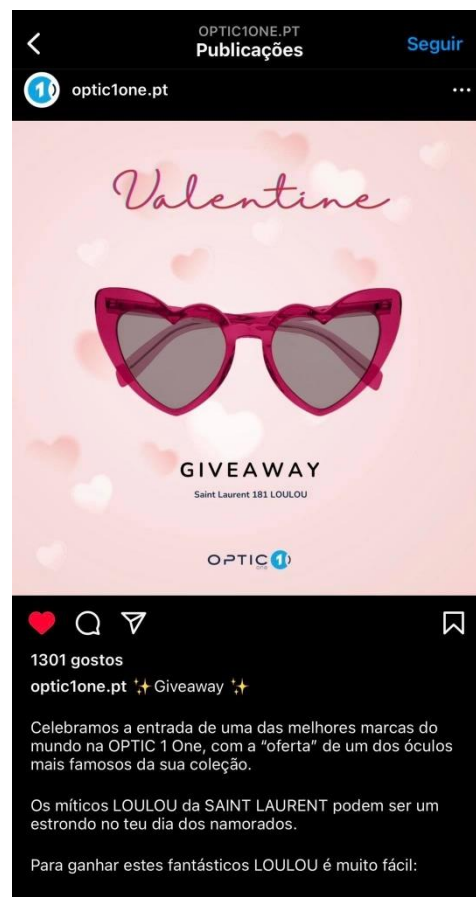 OPTIC1ONE.PT
Publicações
Seguir
optic1one.pt
Valentine
GIVEAWAY
Saint Laurent 181 LOULOU
OPTIC 1
one
1301 gostos
optic1one.pt ✨Giveaway ✨
Celebramos a entrada de uma das melhores marcas do
mundo na OPTIC 1 One, com a “oferta” de um dos óculos
mais famosos da sua coleção.
Os míticos LOULOU da SAINT LAURENT podem ser um
estrondo no teu dia dos namorados.
Para ganhar estes fantásticos LOULOU é muito fácil: